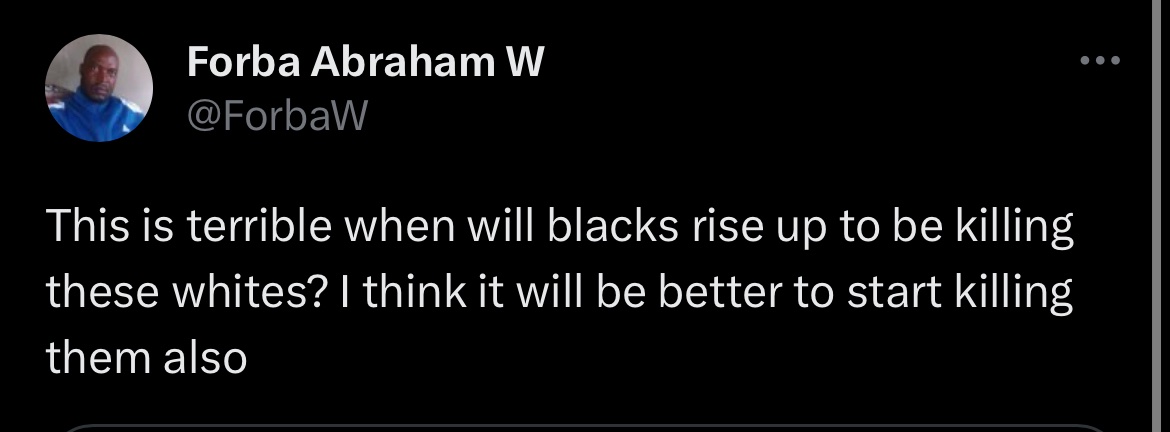 Forba Abraham W
@ForbaW
This is terrible when will blacks rise up to be killing
these whites? I think it will be better to start killing
them also